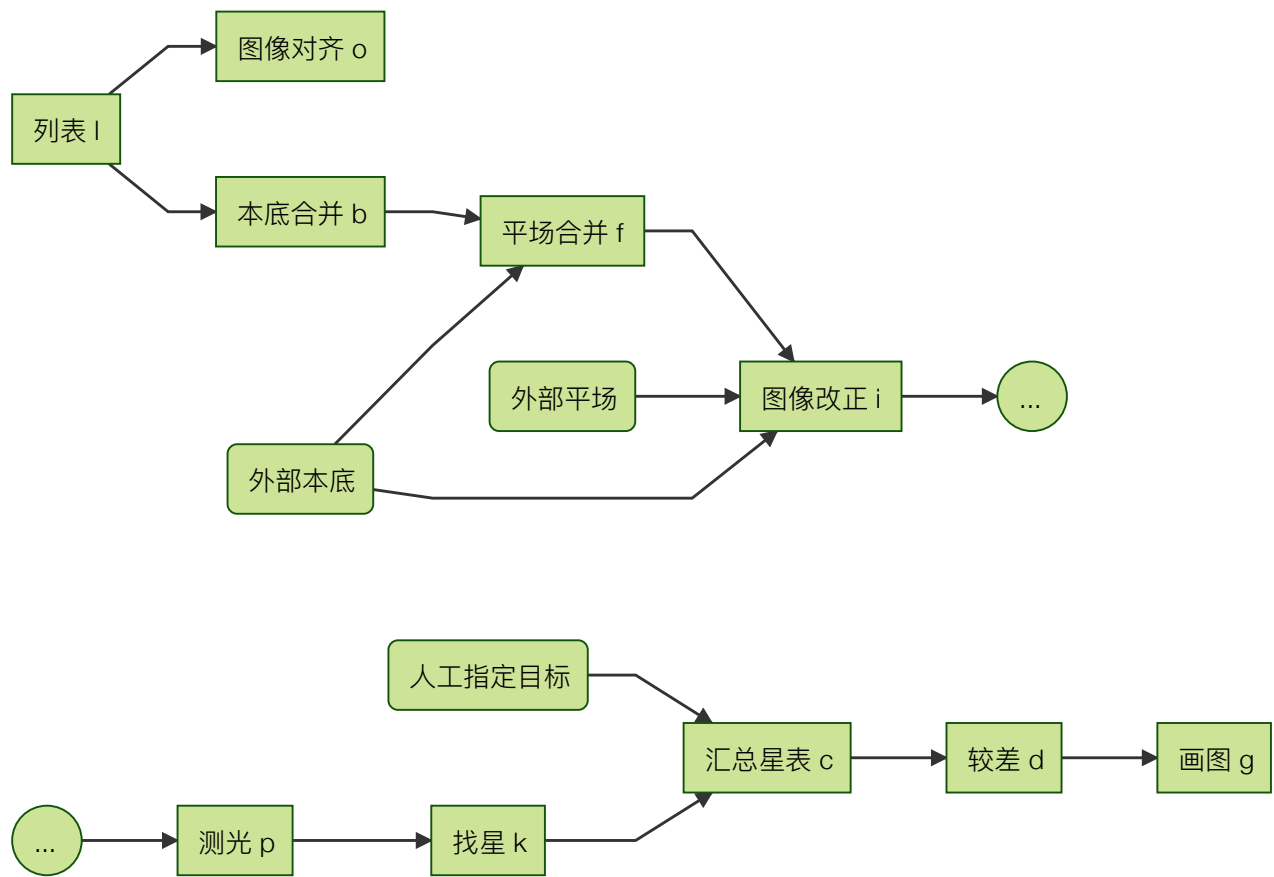 图像对齐 o
列表 l
本底合并 b
平场合并 f
外部平场
图像改正 i
...
外部本底
人工指定目标
汇总星表 c
较差 d
画图 g
...
测光 p
找星 k